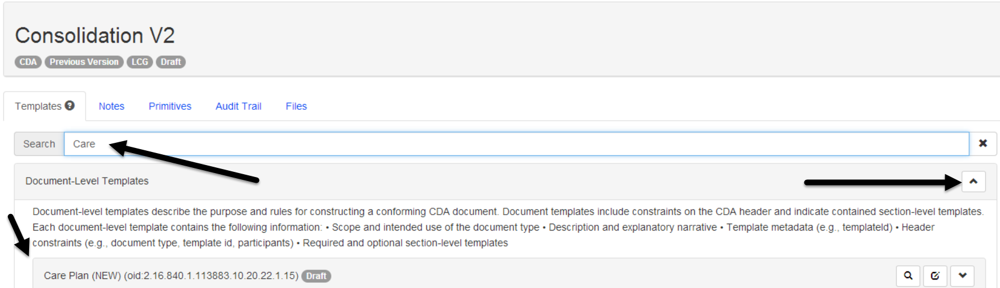 Consolidation V2
CDA Previous Version LCG Draft
Templates ? Notes Primitives Audit Trail Files
Search Care
Document-Level Templates
Document-level templates describe the purpose and rules for constructing a conforming CDA document. Document templates include constraints on the CDA header and indicate contained section-level templates.
Each document-level template contains the following information: • Scope and intended use of the document type • Description and explanatory narrative • Template metadata (e.g., templateId) • Header
constraints (e.g., document type, template id, participants) • Required and optional section-level templates
Care Plan (NEW) (oid:2.16.840.1.113883.10.20.22.1.15) Draft